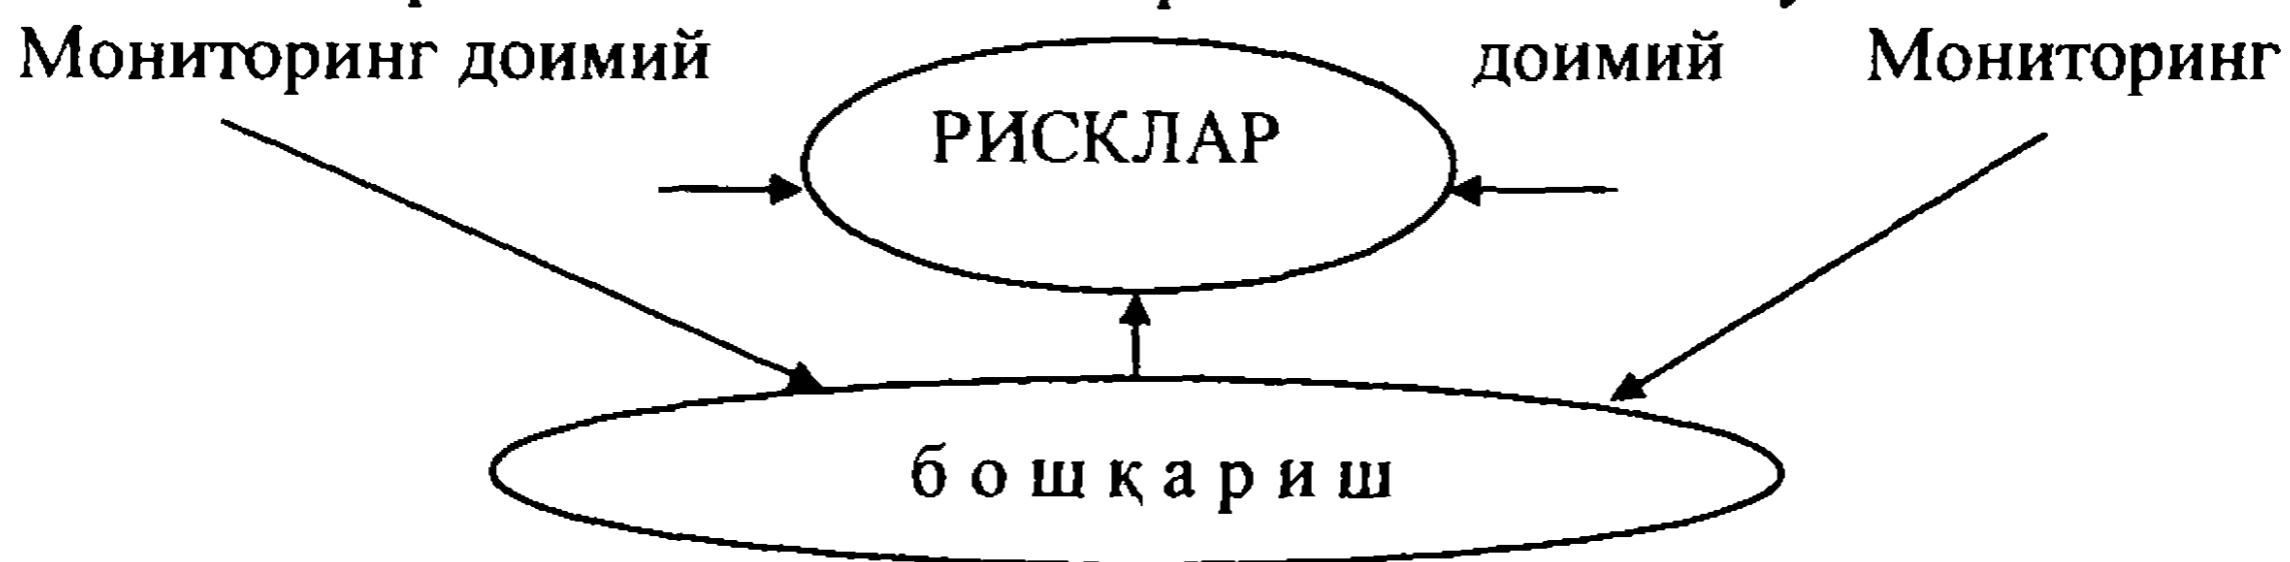 Мониторинг доимий доимий Мониторинг
РИСКЛАР
б о ш қ а р и ш